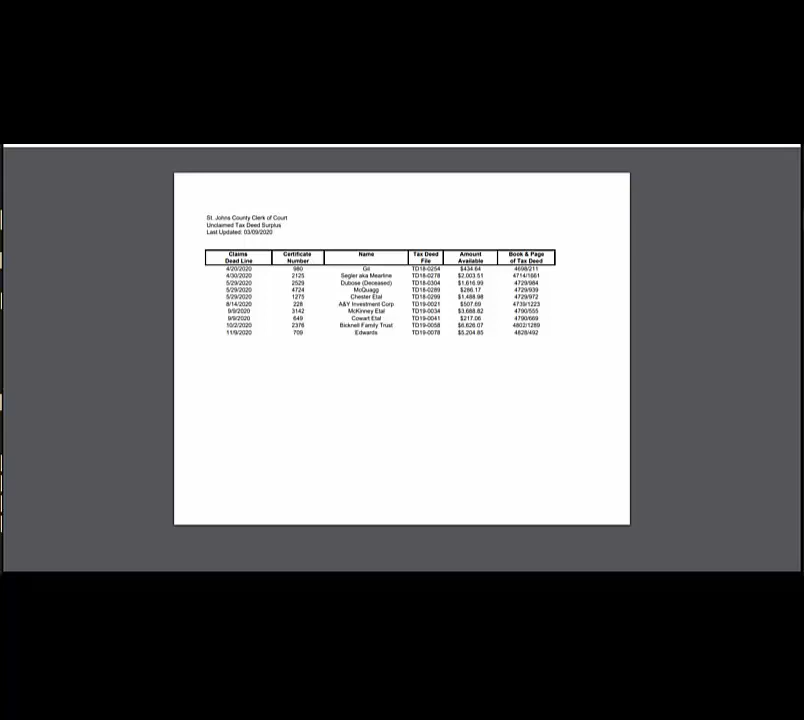 St. Johns County Clerk of Court
Unclaimed Tax Deed Surplus
Last Updated: 03/09/2020
Claims Dead Line Certificate Number Name Tax Deed File Amount Available Book & Page of Tax Deed
4/20/2020 980 Gil TD18-0254 $434.64 4698/211
4/30/2020 2125 Segler aka Mearline TD18-0278 $2,003.51 4714/1661
5/29/2020 2529 Dubose (Deceased) TD18-0304 $1,616.99 4729/984
5/29/2020 4724 McQuagg TD18-0289 $286.17 4729/939
5/29/2020 1275 Chester Etal TD18-0299 $1,486.98 4729/972
8/14/2020 228 A&Y Investment Corp. TD19-0021 $507.69 4739/1223
9/9/2020 3142 McKinney Etal TD19-0034 $3,688.82 4790/555
9/9/2020 649 Cowart Etal TD19-0041 $217.06 4790/669
10/2/2020 2376 Bicknell Family Trust TD19-0058 $6,626.07 4802/1289
11/9/2020 709 Edwards TD19-0078 $5,204.85 4828/492